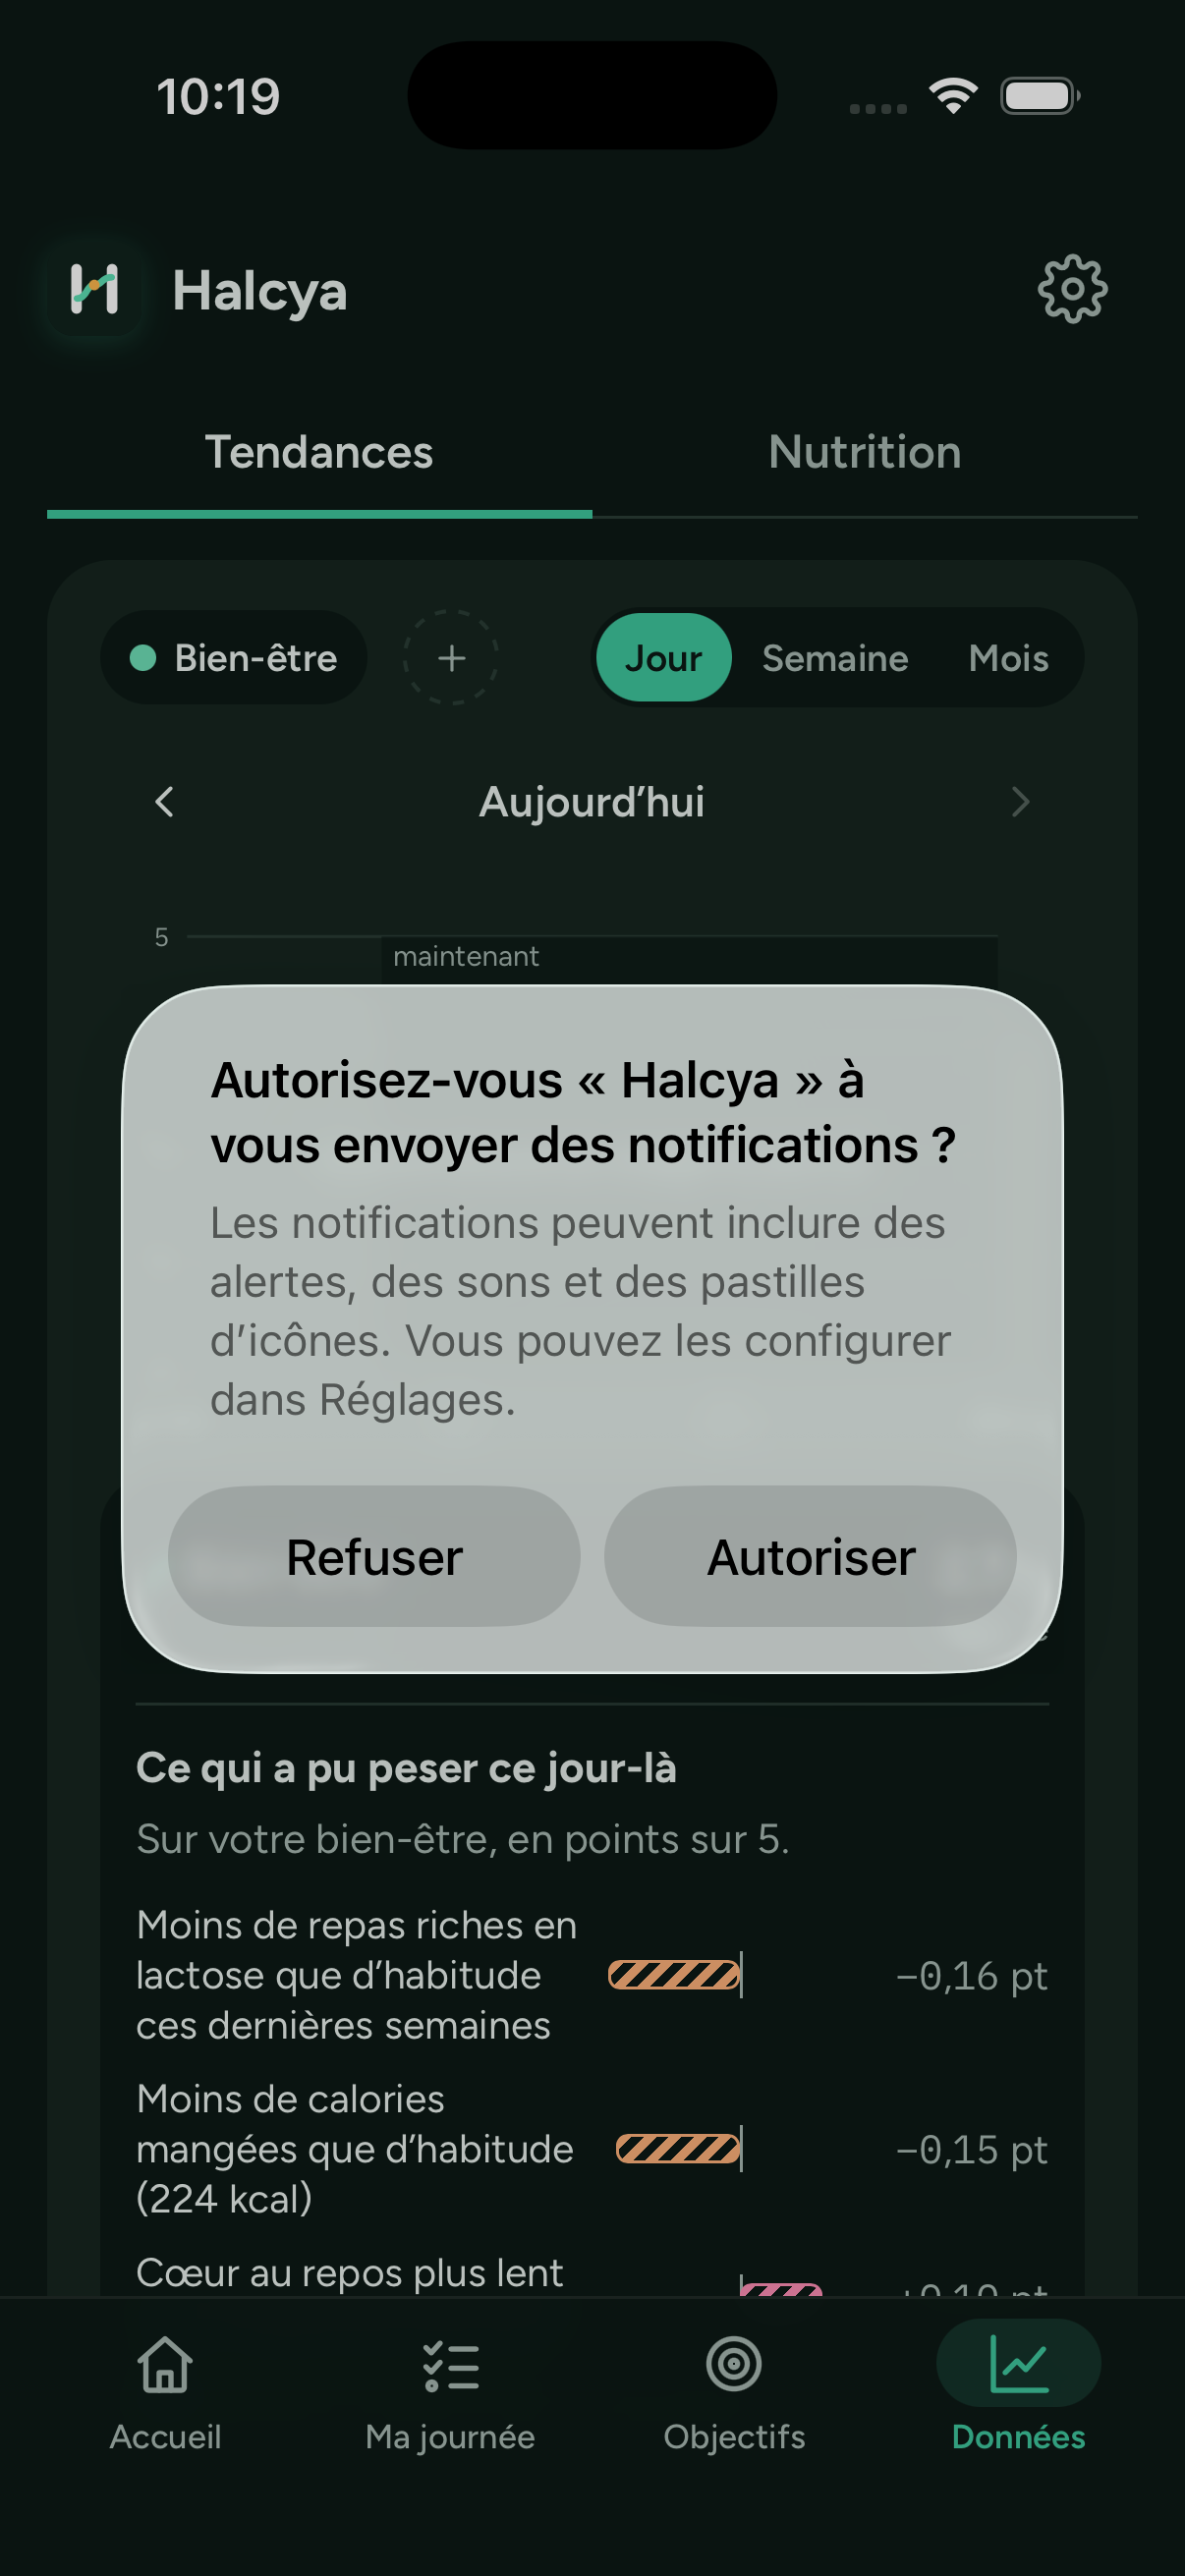 10:19
Halcya
Tendances
Nutrition
Bien-être
+
Jour
Semaine
Mois
Aujourd’hui
5
maintenant
Autorisez-vous « Halcya » à
vous envoyer des notifications ?
Les notifications peuvent inclure des
alertes, des sons et des pastilles
d’icônes. Vous pouvez les configurer
dans Réglages.
Refuser
Autoriser
Ce qui a pu peser ce jour-là
Sur votre bien-être, en points sur 5.
Moins de repas riches en
lactose que d’habitude
ces dernières semaines
−0,16 pt
Moins de calories
mangées que d’habitude
(224 kcal)
−0,15 pt
Cœur au repos plus lent
+0,10 pt
Accueil
Ma journée
Objectifs
Données